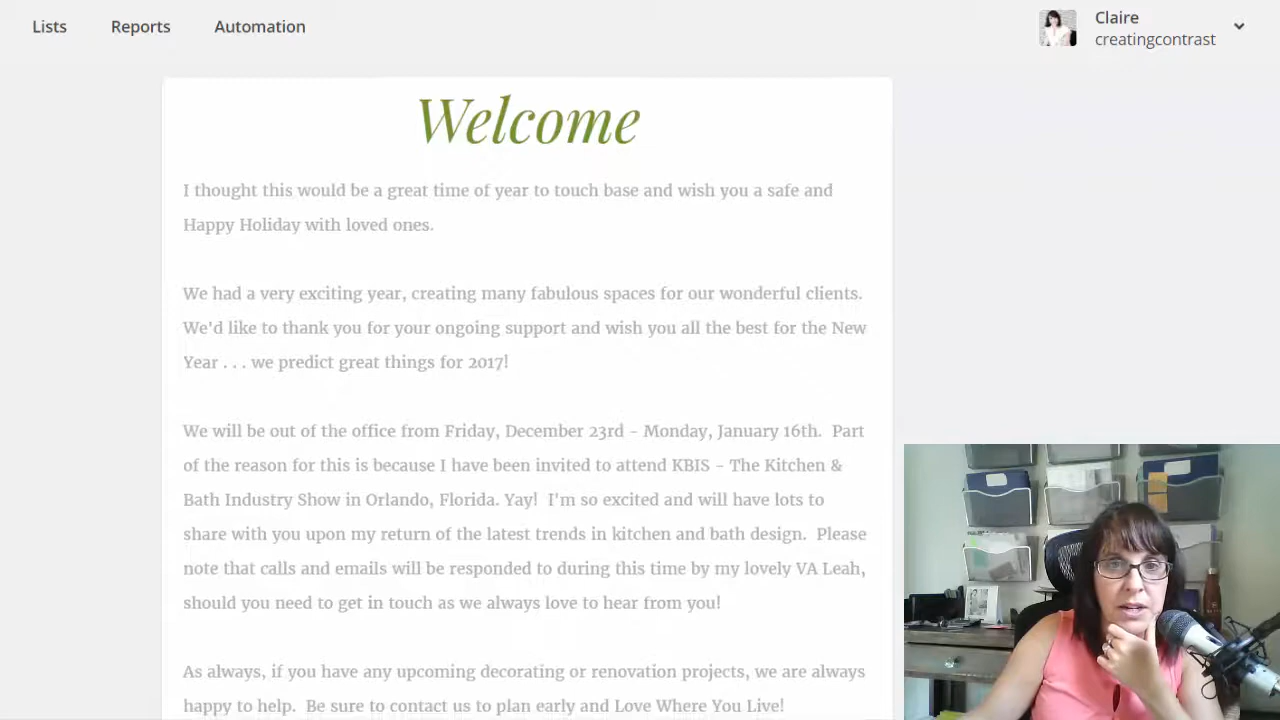 Lists Reports Automation
Claire
creatingcontrast
Welcome
I thought this would be a great time of year to touch base and wish you a safe and
Happy Holiday with loved ones.
We had a very exciting year, creating many fabulous spaces for our wonderful clients.
We'd like to thank you for your ongoing support and wish you all the best for the New
Year . . . we predict great things for 2017!
We will be out of the office from Friday, December 23rd - Monday, January 16th.  Part
of the reason for this is because I have been invited to attend KBIS - The Kitchen &
Bath Industry Show in Orlando, Florida. Yay!  I'm so excited and will have lots to
share with you upon my return of the latest trends in kitchen and bath design.  Please
note that calls and emails will be responded to during this time by my lovely VA Leah,
should you need to get in touch as we always love to hear from you!
As always, if you have any upcoming decorating or renovation projects, we are always
happy to help.  Be sure to contact us to plan early and Love Where You Live!